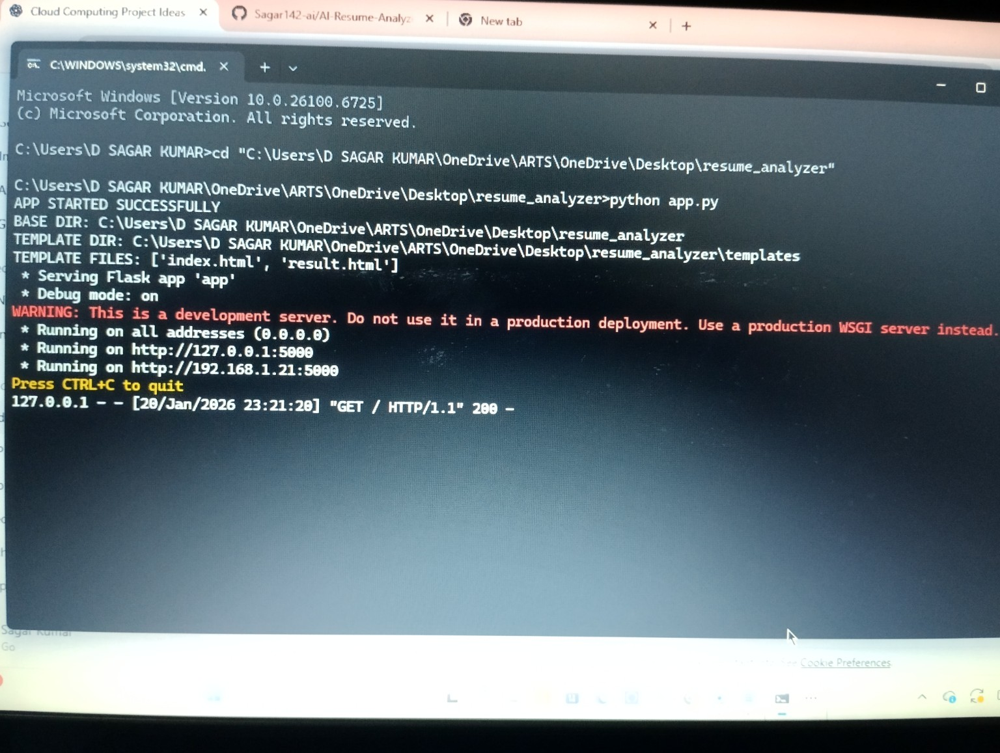 Cloud Computing Project Ideas
Sagar142-ai/AI-Resume-Analyz
New tab
C:\WINDOWS\system32\cmd.
Microsoft Windows [Version 10.0.26100.6725]
(c) Microsoft Corporation. All rights reserved.
C:\Users\D SAGAR KUMAR>cd "C:\Users\D SAGAR KUMAR\OneDrive\ARTS\OneDrive\Desktop\resume_analyzer"
C:\Users\D SAGAR KUMAR\OneDrive\ARTS\OneDrive\Desktop\resume_analyzer>python app.py
APP STARTED SUCCESSFULLY
BASE DIR: C:\Users\D SAGAR KUMAR\OneDrive\ARTS\OneDrive\Desktop\resume_analyzer
TEMPLATE DIR: C:\Users\D SAGAR KUMAR\OneDrive\ARTS\OneDrive\Desktop\resume_analyzer\templates
TEMPLATE FILES: ['index.html', 'result.html']
* Serving Flask app 'app'
* Debug mode: on
WARNING: This is a development server. Do not use it in a production deployment. Use a production WSGI server instead.
* Running on all addresses (0.0.0.0)
* Running on http://127.0.0.1:5000
* Running on http://192.168.1.21:5000
Press CTRL+C to quit
127.0.0.1 - - [20/Jan/2026 23:21:20] "GET / HTTP/1.1" 200 -
Sagar Kumar
Go
See Cookie Preferences